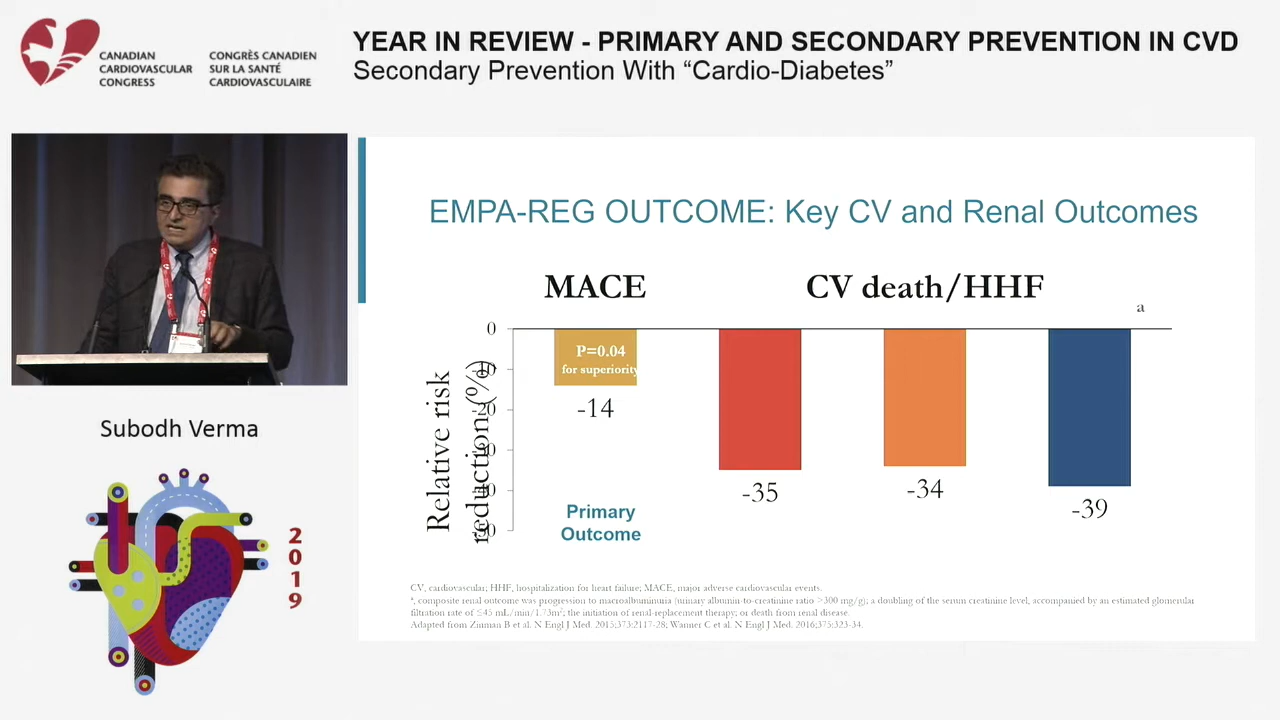 CANADIAN
CARDIOVASCULAR
CONGRESS
CONGRÈS CANADIEN
SUR LA SANTÉ
CARDIOVASCULAIRE
YEAR IN REVIEW - PRIMARY AND SECONDARY PREVENTION IN CVD
Secondary Prevention With “Cardio-Diabetes”
Subodh Verma
2019
EMPA-REG OUTCOME: Key CV and Renal Outcomes
MACE
CV death/HHF
a
Relative risk
reduction (%)
0
-10
-20
-30
-40
-50
P=0.04
for superiority
-14
-35
-34
-39
Primary
Outcome
CV, cardiovascular; HHF, hospitalization for heart failure; MACE, major adverse cardiovascular events.
a, composite renal outcome was progression to macroalbuminuria (urinary albumin-to-creatinine ratio >300 mg/g); a doubling of the serum creatinine level, accompanied by an estimated glomerular
filtration rate of ≤45 mL/min/1.73m2; the initiation of renal-replacement therapy; or death from renal disease.
Adapted from Zinman B et al. N Engl J Med. 2015;373:2117-28; Wanner C et al. N Engl J Med. 2016;375:323-34.